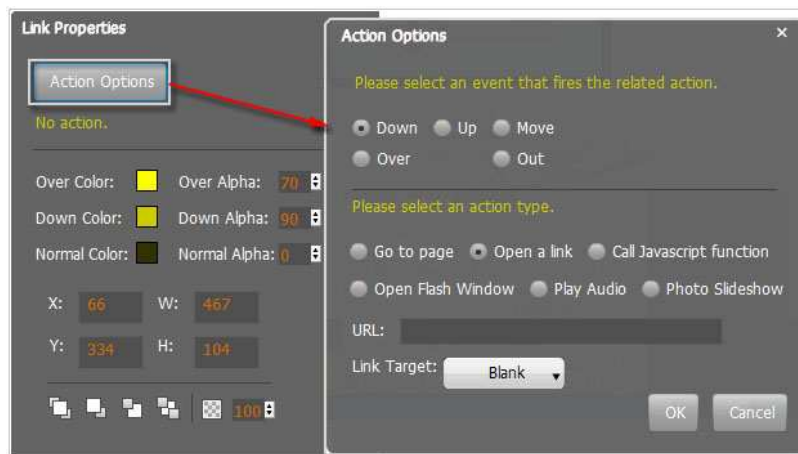 Link Properties
Action Options
No action.
Over Color: Over Alpha: 70
Down Color: Down Alpha: 90
Normal Color: Normal Alpha: 0
X: 66 W: 467
Y: 334 H: 104
100
Action Options
Please select an event that fires the related action.
Down Up Move
Over Out
Please select an action type.
Go to page Open a link Call Javascript function
Open Flash Window Play Audio Photo Slideshow
URL:
Link Target: Blank
OK Cancel